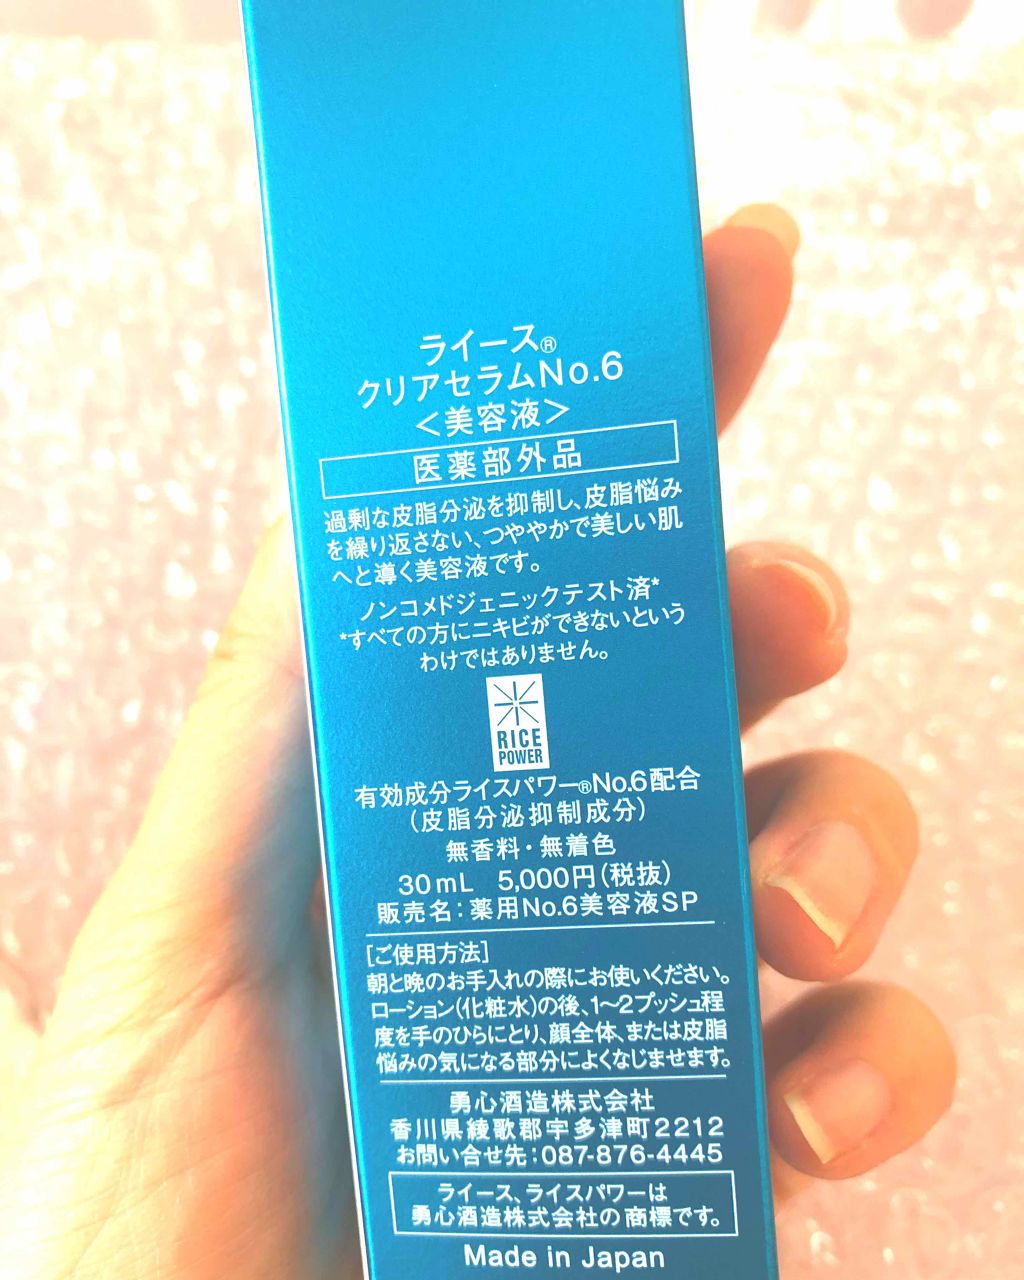 ライース®
クリアセラムNo.6
<美容液>
医薬部外品
過剰な皮脂分泌を抑制し、皮脂悩み
を繰り返さない、つややかで美しい肌
へと導く美容液です。
ノンコメドジェニックテスト済*
*すべての方にニキビができないという
わけではありません。
RICE
POWER
有効成分ライスパワー®No.6配合
(皮脂分泌抑制成分)
無香料・無着色
30mL 5,000円(税抜)
販売名:薬用No.6美容液SP
[ご使用方法]
朝と晩のお手入れの際にお使いください。
ローション(化粧水)の後、1〜2プッシュ程
度を手のひらにとり、顔全体、または皮脂
悩みの気になる部分によくなじませます。
勇心酒造株式会社
香川県綾歌郡宇多津町2212
お問い合せ先:087-876-4445
ライース、ライスパワーは
勇心酒造株式会社の商標です。
Made in Japan